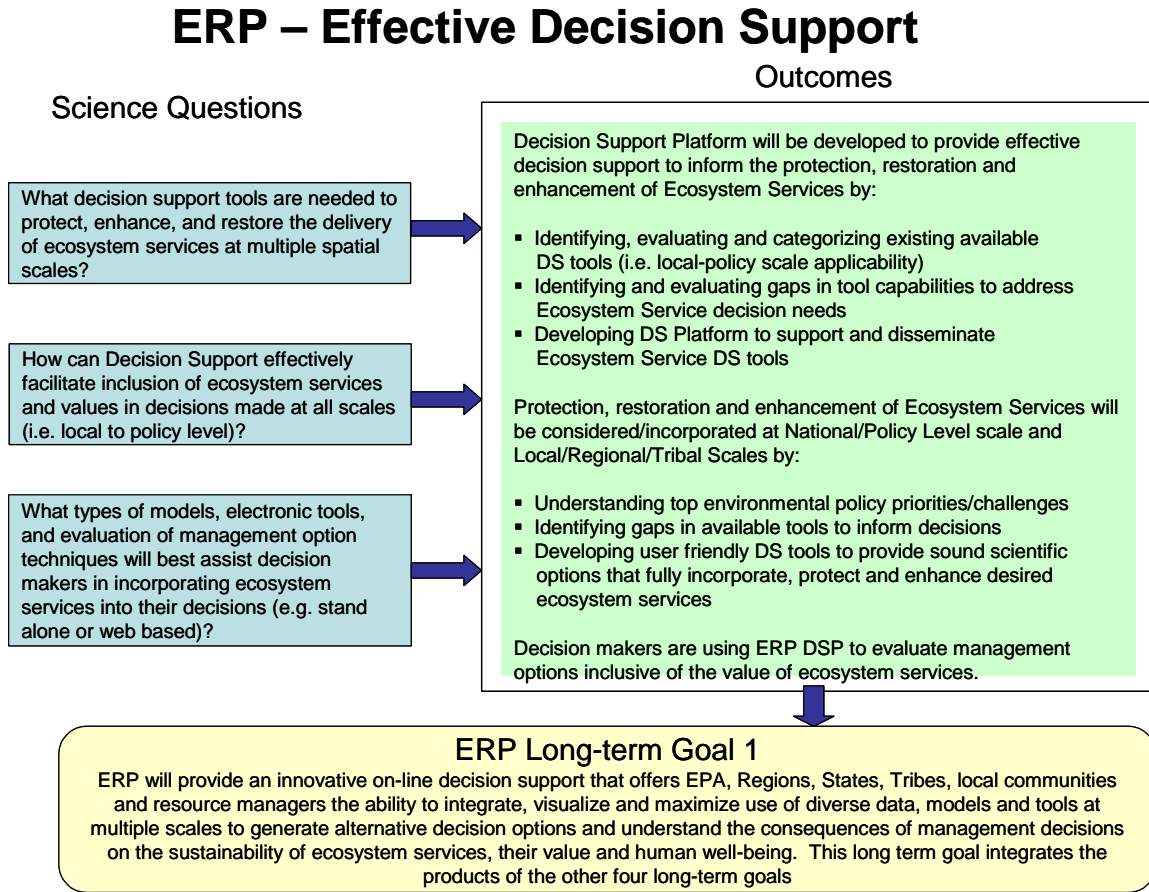 ERP – Effective Decision Support
Science Questions
What decision support tools are needed to
protect, enhance, and restore the delivery
of ecosystem services at multiple spatial
scales?
How can Decision Support effectively
facilitate inclusion of ecosystem services
and values in decisions made at all scales
(i.e. local to policy level)?
What types of models, electronic tools,
and evaluation of management option
techniques will best assist decision
makers in incorporating ecosystem
services into their decisions (e.g. stand
alone or web based)?
Outcomes
Decision Support Platform will be developed to provide effective
decision support to inform the protection, restoration and
enhancement of Ecosystem Services by:
▪ Identifying, evaluating and categorizing existing available
DS tools (i.e. local-policy scale applicability)
▪ Identifying and evaluating gaps in tool capabilities to address
Ecosystem Service decision needs
▪ Developing DS Platform to support and disseminate
Ecosystem Service DS tools
Protection, restoration and enhancement of Ecosystem Services will
be considered/incorporated at National/Policy Level scale and
Local/Regional/Tribal Scales by:
▪ Understanding top environmental policy priorities/challenges
▪ Identifying gaps in available tools to inform decisions
▪ Developing user friendly DS tools to provide sound scientific
options that fully incorporate, protect and enhance desired
ecosystem services
Decision makers are using ERP DSP to evaluate management
options inclusive of the value of ecosystem services.
ERP Long-term Goal 1
ERP will provide an innovative on-line decision support that offers EPA, Regions, States, Tribes, local communities
and resource managers the ability to integrate, visualize and maximize use of diverse data, models and tools at
multiple scales to generate alternative decision options and understand the consequences of management decisions
on the sustainability of ecosystem services, their value and human well-being.  This long term goal integrates the
products of the other four long-term goals